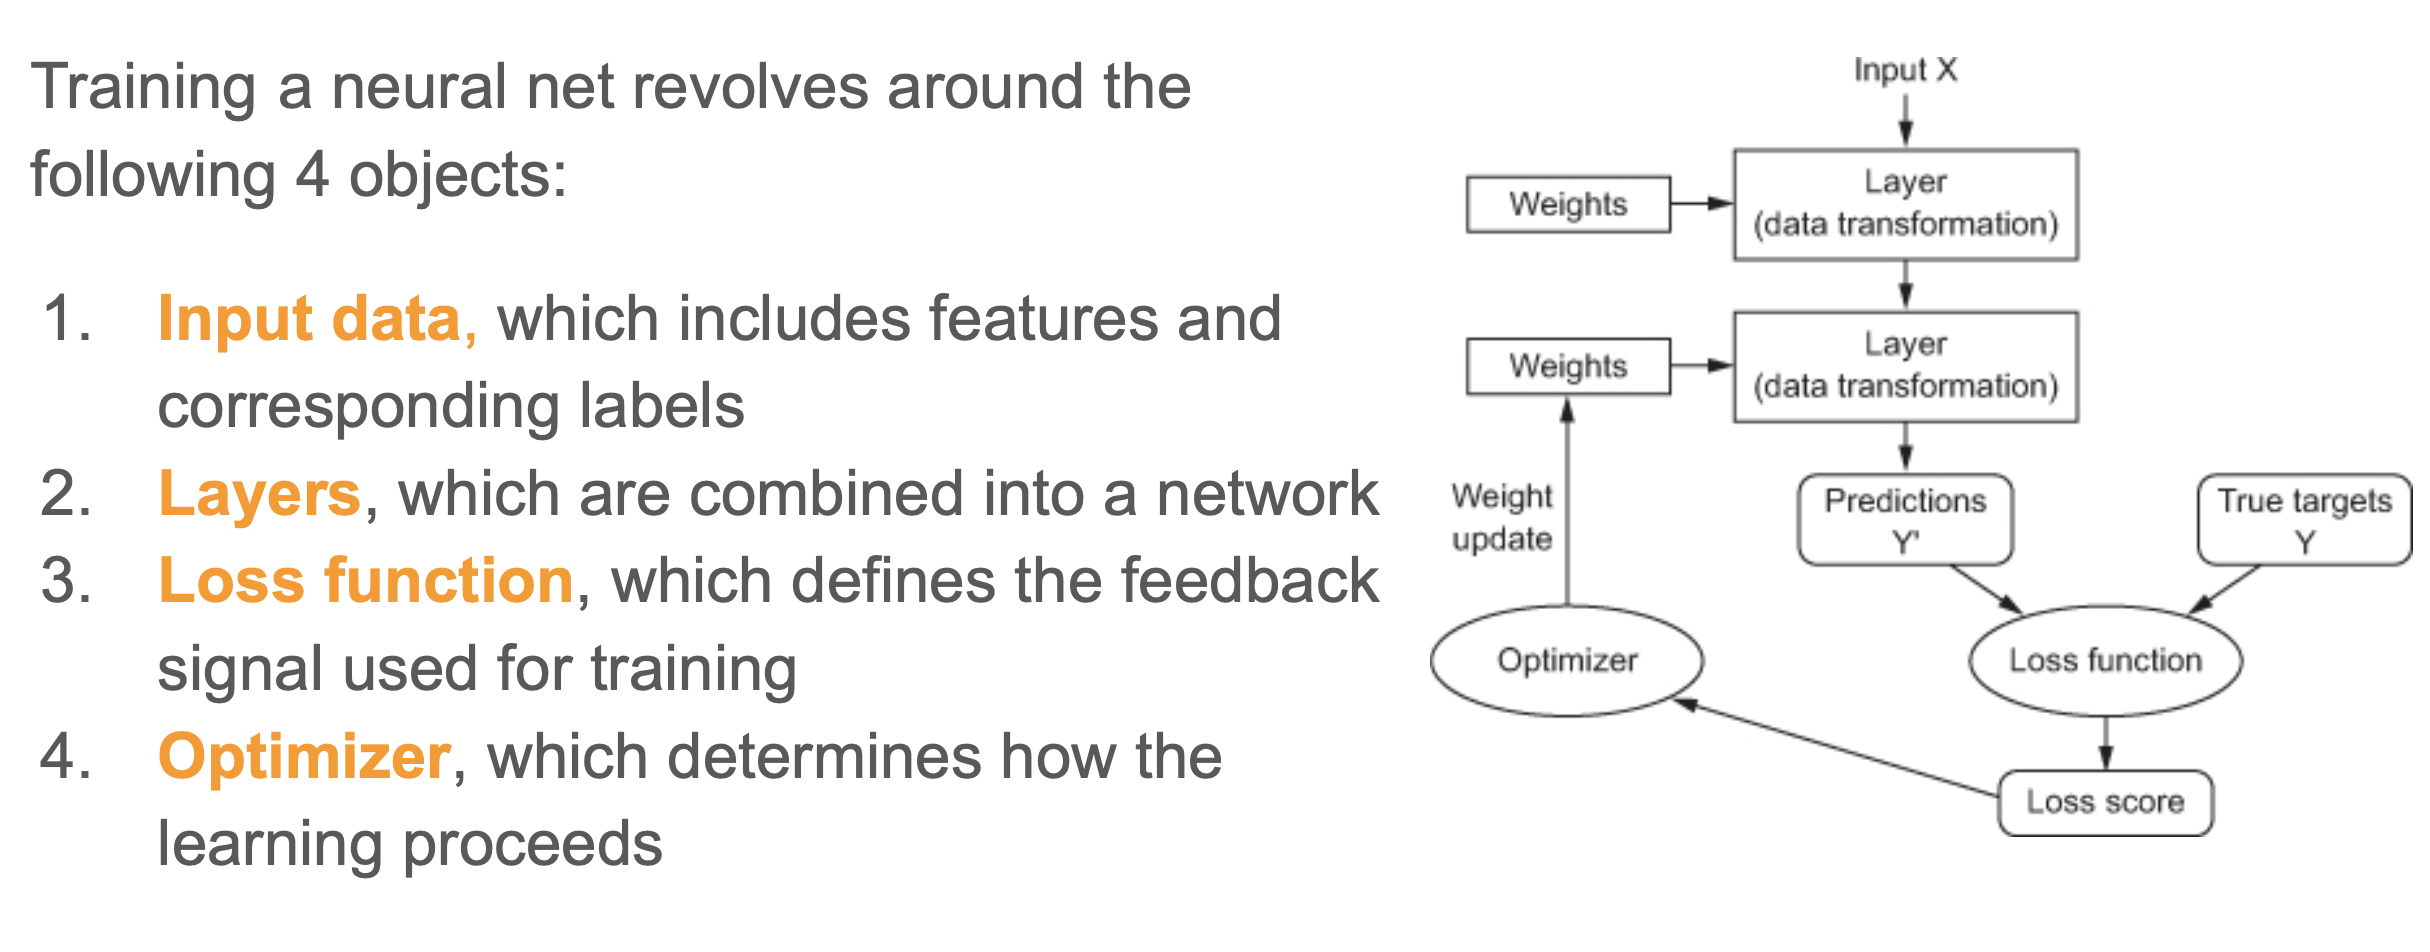 Training a neural net revolves around the
following 4 objects:
1. Input data, which includes features and
corresponding labels
2. Layers, which are combined into a network
3. Loss function, which defines the feedback
signal used for training
4. Optimizer, which determines how the
learning proceeds
Input X
Weights
Layer
(data transformation)
Weights
Layer
(data transformation)
Weight
update
Predictions
Y'
True targets
Y
Optimizer
Loss function
Loss score